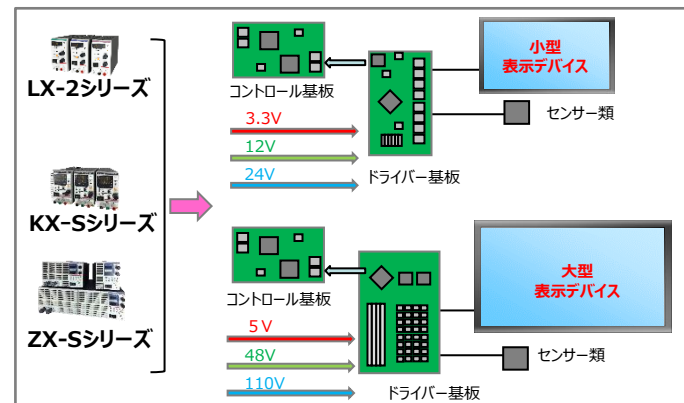 LX-2シリーズ
KX-Sシリーズ
ZX-Sシリーズ
コントロール基板
3.3V
12V
24V
ドライバー基板
小型
表示デバイス
センサー類
コントロール基板
5V
48V
110V
ドライバー基板
大型
表示デバイス
センサー類